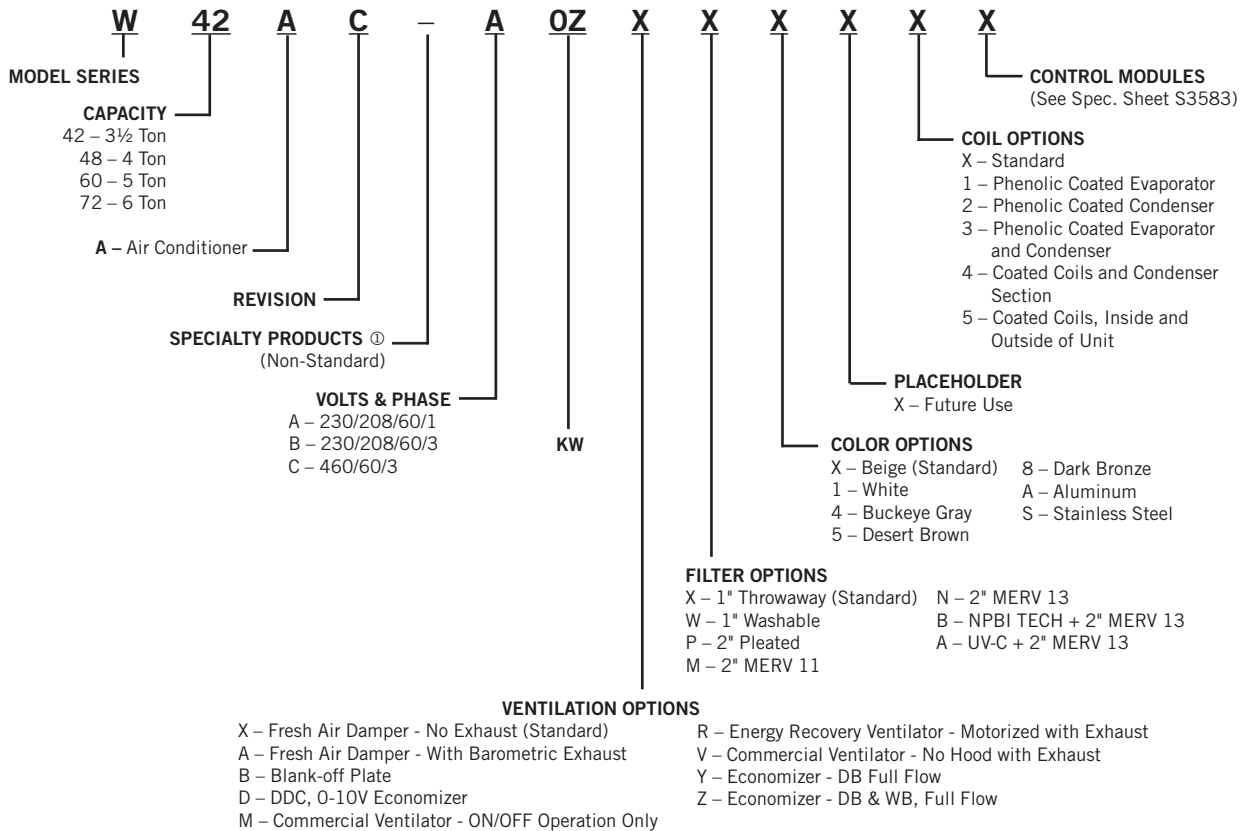 W 42 A C – A 0Z X X X X X X
MODEL SERIES
CAPACITY
42 – 3½ Ton
48 – 4 Ton
60 – 5 Ton
72 – 6 Ton
A – Air Conditioner
REVISION
SPECIALTY PRODUCTS ①
(Non-Standard)
VOLTS & PHASE
A – 230/208/60/1
B – 230/208/60/3
C – 460/60/3
KW
VENTILATION OPTIONS
X – Fresh Air Damper - No Exhaust (Standard)
A – Fresh Air Damper - With Barometric Exhaust
B – Blank-off Plate
D – DDC, 0-10V Economizer
M – Commercial Ventilator - ON/OFF Operation Only
R – Energy Recovery Ventilator - Motorized with Exhaust
V – Commercial Ventilator - No Hood with Exhaust
Y – Economizer - DB Full Flow
Z – Economizer - DB & WB, Full Flow
FILTER OPTIONS
X – 1" Throwaway (Standard)
W – 1" Washable
P – 2" Pleated
M – 2" MERV 11
N – 2" MERV 13
B – NPBI TECH + 2" MERV 13
A – UV-C + 2" MERV 13
COLOR OPTIONS
X – Beige (Standard)
1 – White
4 – Buckeye Gray
5 – Desert Brown
8 – Dark Bronze
A – Aluminum
S – Stainless Steel
PLACEHOLDER
X – Future Use
COIL OPTIONS
X – Standard
1 – Phenolic Coated Evaporator
2 – Phenolic Coated Condenser
3 – Phenolic Coated Evaporator
and Condenser
4 – Coated Coils and Condenser
Section
5 – Coated Coils, Inside and
Outside of Unit
CONTROL MODULES
(See Spec. Sheet S3583)